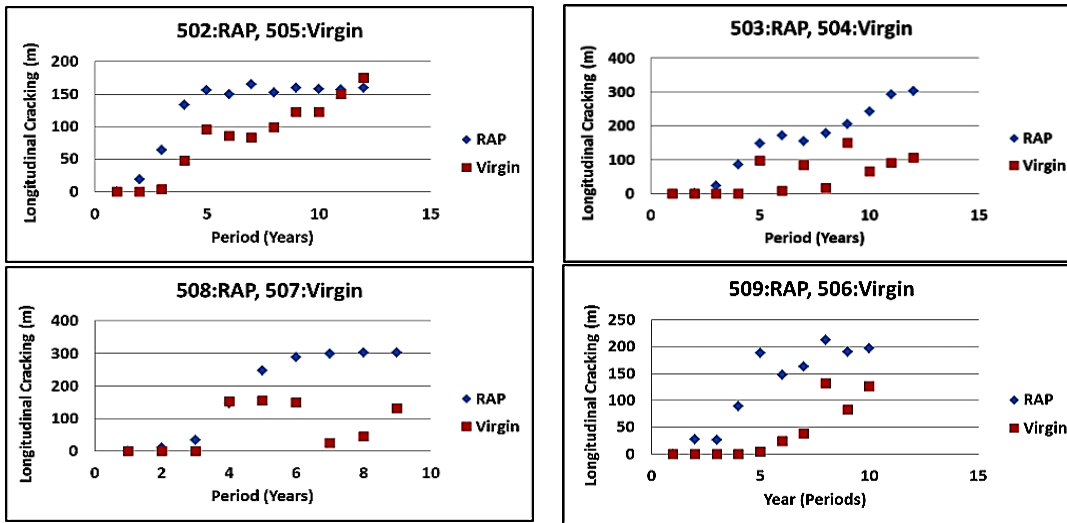 502:RAP, 505:Virgin
Longitudinal Cracking (m)
200
150
100
50
0
0 5 10 15
Period (Years)
RAP
Virgin
503:RAP, 504:Virgin
Longitudinal Cracking (m)
400
300
200
100
0
0 5 10 15
Period (Years)
RAP
Virgin
508:RAP, 507:Virgin
Longitudinal Cracking (m)
400
300
200
100
0
0 2 4 6 8 10
Period (Years)
RAP
Virgin
509:RAP, 506:Virgin
Longitudinal Cracking (m)
250
200
150
100
50
0
0 5 10 15
Year (Periods)
RAP
Virgin